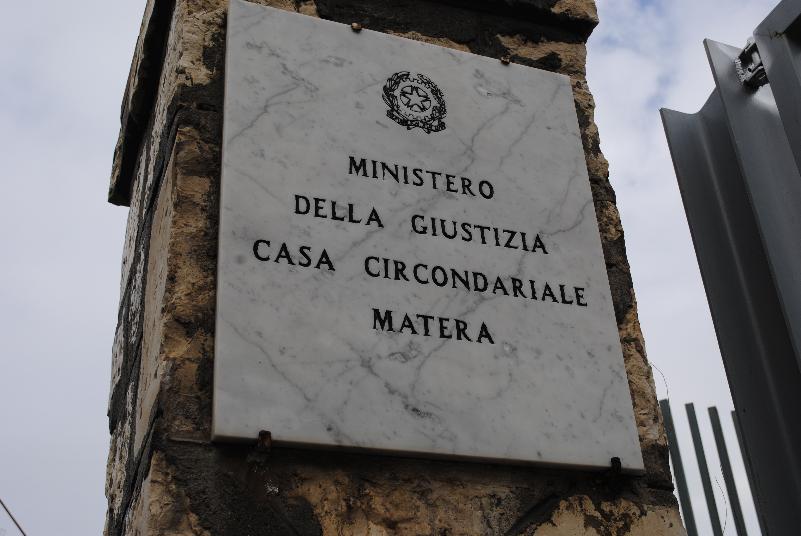 MINISTERO
DELLA GIUSTIZIA
CASA CIRCONDARIALE
MATERA